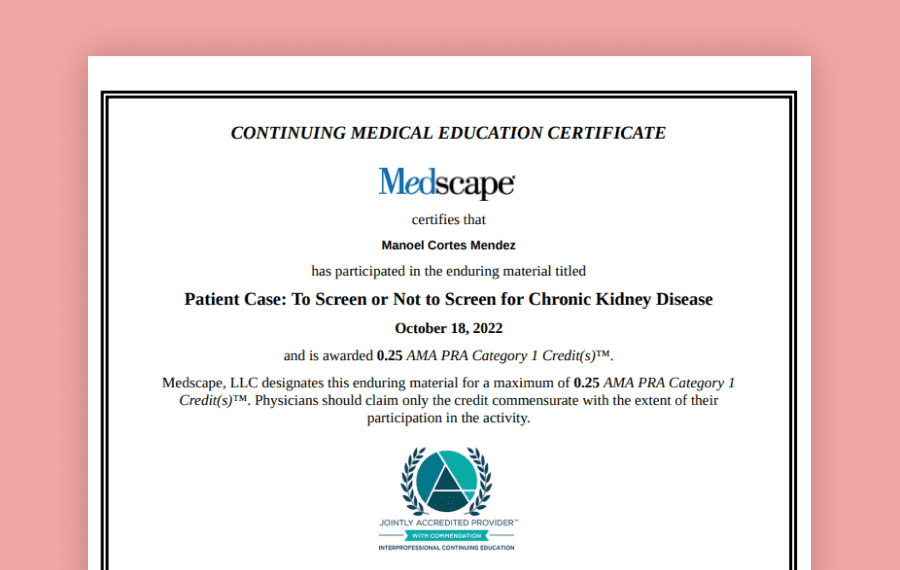 CONTINUING MEDICAL EDUCATION CERTIFICATE
Medscape
certifies that
Manoel Cortes Mendez
has participated in the enduring material titled
Patient Case: To Screen or Not to Screen for Chronic Kidney Disease
October 18, 2022
and is awarded 0.25 AMA PRA Category 1 Credit(s)™.
Medscape, LLC designates this enduring material for a maximum of 0.25 AMA PRA Category 1
Credit(s)™. Physicians should claim only the credit commensurate with the extent of their
participation in the activity.
JOINTLY ACCREDITED PROVIDER™
WITH COMMENDATION
INTERPROFESSIONAL CONTINUING EDUCATION